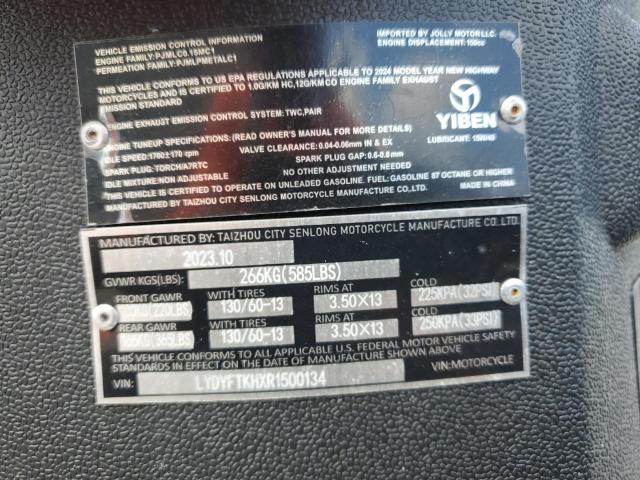 VEHICLE EMISSION CONTROL INFORMATION
ENGINE FAMILY: PJMLC0.15MC1
PERMEATION FAMILY: PJMLPMETALC1
IMPORTED BY JOLLY MOTOR LLC.
ENGINE DISPLACEMENT: 150cc
THIS VEHICLE CONFORMS TO US EPA REGULATIONS APPLICABLE TO 2024 MODEL YEAR NEW HIGHWAY
MOTORCYCLES AND IS CERTIFIED TO 1.0G/KM HC,12G/KM CO ENGINE FAMILY EXHAUST
EMISSION STANDARD
ENGINE EXHAUST EMISSION CONTROL SYSTEM: TWC,PAIR
YIBEN
ENGINE TUNEUP SPECIFICATIONS: (READ OWNER'S MANUAL FOR MORE DETAILS)
LUBRICANT: 15W/40
IDLE SPEED: 1700±170 rpm VALVE CLEARANCE: 0.04-0.06mm IN & EX
SPARK PLUG: TORCH/A7RTC SPARK PLUG GAP: 0.6-0.8mm
IDLE MIXTURE: NON ADJUSTABLE NO OTHER ADJUSTMENT NEEDED
THIS VEHICLE IS CERTIFIED TO OPERATE ON UNLEADED GASOLINE. FUEL: GASOLINE 87 OCTANE OR HIGHER
MANUFACTURED BY TAIZHOU CITY SENLONG MOTORCYCLE MANUFACTURE CO.,LTD. MADE IN CHINA
MANUFACTURED BY: TAIZHOU CITY SENLONG MOTORCYCLE MANUFACTURE CO.,LTD.
2023.10
GVWR KGS(LBS) 266KG(585LBS)
FRONT GAWR WITH TIRES RIMS AT COLD
(220LBS) 130/60-13 3.50×13 225KPA(32PSI)
REAR GAWR WITH TIRES RIMS AT COLD
166KG(365LBS) 130/60-13 3.50×13 250KPA(33PSI)
THIS VEHICLE CONFORMS TO ALL APPLICABLE U.S. FEDERAL MOTOR VEHICLE SAFETY
STANDARDS IN EFFECT ON THE DATE OF MANUFACTURE SHOWN ABOVE.
VIN: LYDYFTKHXR1500134 VIN: MOTORCYCLE